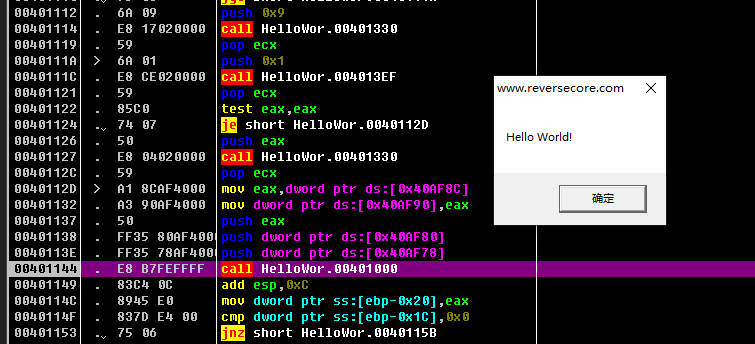 00401112 . 6A 09 push 0x9
00401114 . E8 17020000 call HelloWor.00401330
00401119 . 59 pop ecx
0040111A > 6A 01 push 0x1
0040111C . E8 CE020000 call HelloWor.004013EF
00401121 . 59 pop ecx
00401122 . 85C0 test eax,eax
00401124 . 74 07 je short HelloWor.0040112D
00401126 . 50 push eax
00401127 . E8 04020000 call HelloWor.00401330
0040112C . 59 pop ecx
0040112D > A1 8CAF4000 mov eax,dword ptr ds:[0x40AF8C]
00401132 . A3 90AF4000 mov dword ptr ds:[0x40AF90],eax
00401137 . 50 push eax
00401138 . FF35 80AF4000 push dword ptr ds:[0x40AF80]
0040113E . FF35 78AF4000 push dword ptr ds:[0x40AF78]
00401144 . E8 B7FEFFFF call HelloWor.00401000
00401149 . 83C4 0C add esp,0xC
0040114C . 8945 E0 mov dword ptr ss:[ebp-0x20],eax
0040114F . 837D E4 00 cmp dword ptr ss:[ebp-0x1C],0x0
00401153 . 75 06 jnz short HelloWor.0040115B
www.reversecore.com
Hello World!
确定